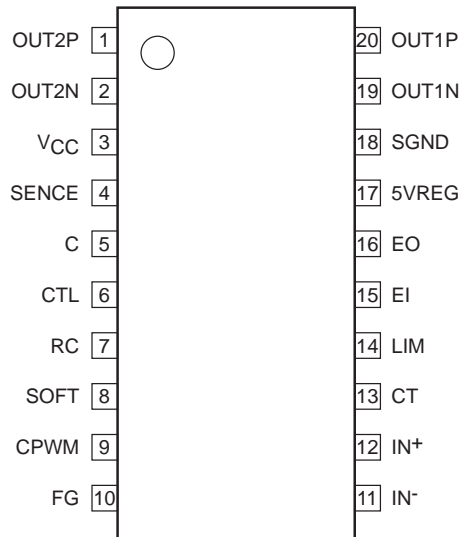 OUT2P 1 20 OUT1P
OUT2N 2 19 OUT1N
VCC 3 18 SGND
SENCE 4 17 5VREG
C 5 16 EO
CTL 6 15 EI
RC 7 14 LIM
SOFT 8 13 CT
CPWM 9 12 IN+
FG 10 11 IN-